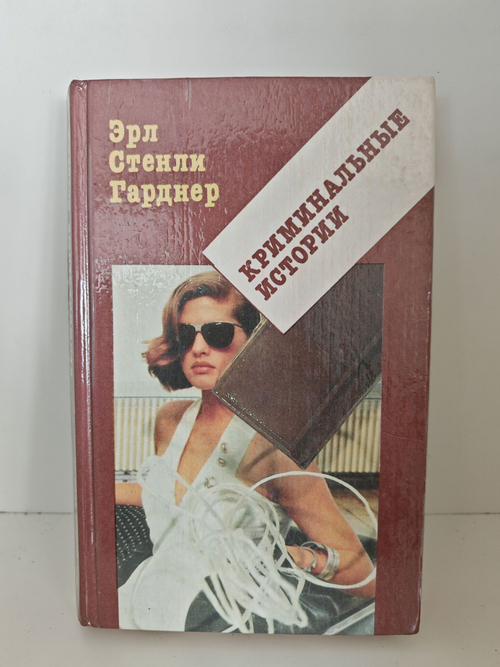 Эрл
Стенли
Гарднер
КРИМИНАЛЬНЫЕ
ИСТОРИИ